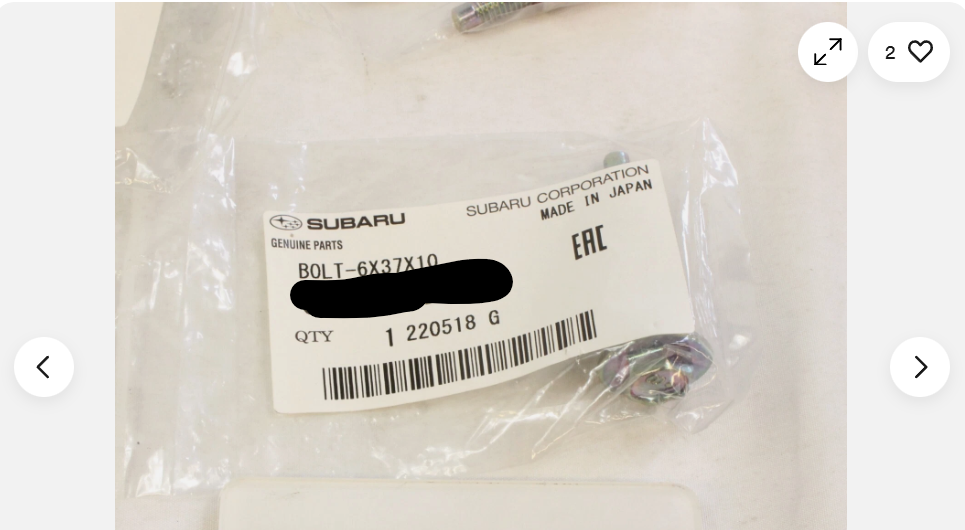 2
SUBARU
GENUINE PARTS
SUBARU CORPORATION
MADE IN JAPAN
EAC
BOLT-6X37X10
QTY 1 220518 G